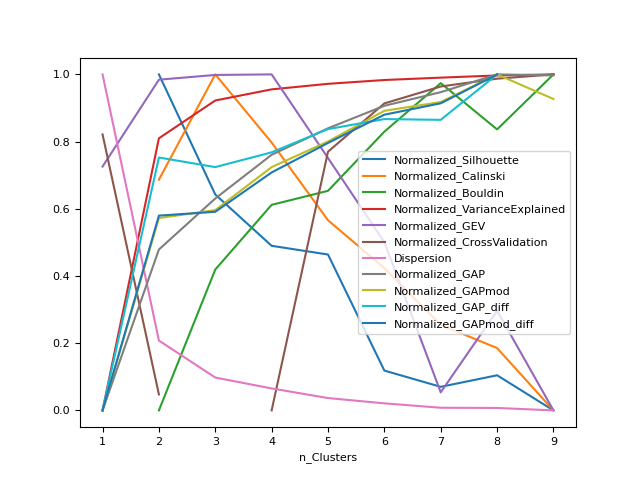 1.0
0.8
0.6
0.4
0.2
0.0
Normalized_Silhouette
Normalized_Calinski
Normalized_Bouldin
Normalized_VarianceExplained
Normalized_GEV
Normalized_CrossValidation
Dispersion
Normalized_GAP
Normalized_GAPmod
Normalized_GAP_diff
Normalized_GAPmod_diff
1 2 3 4 5 6 7 8 9
n_Clusters